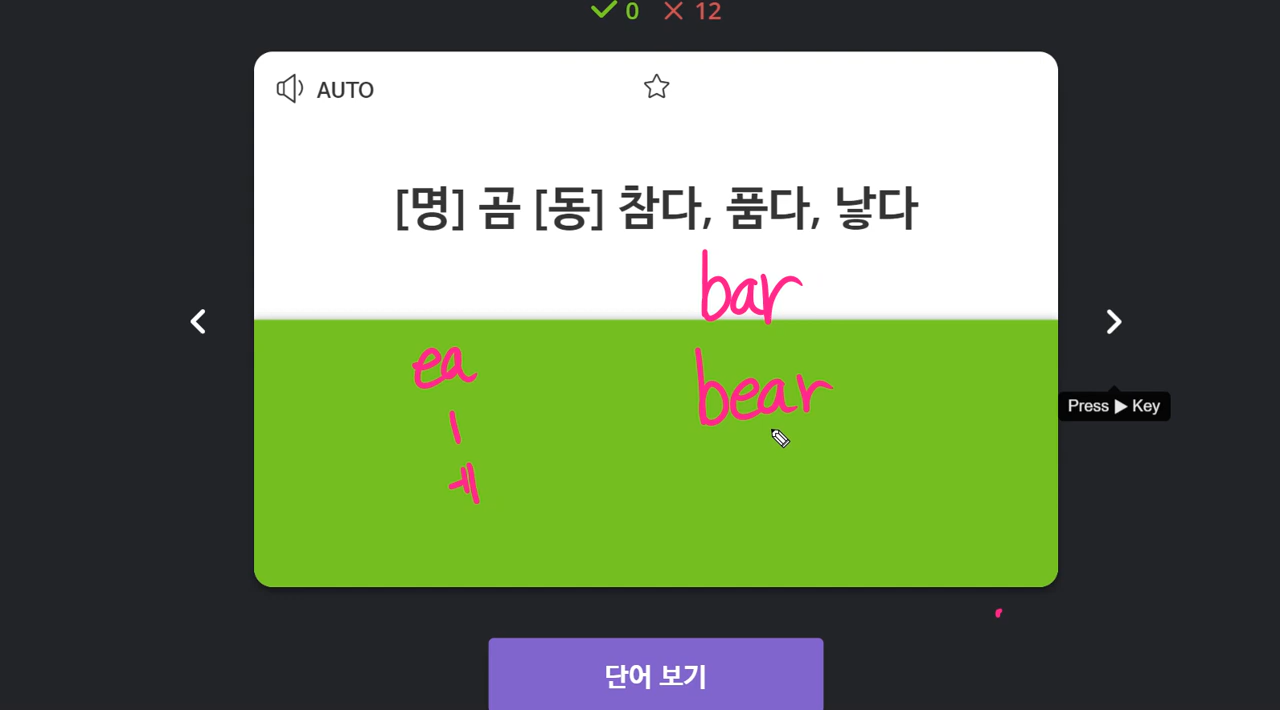 0 12
AUTO
[명] 곰 [동] 참다, 품다, 낳다
bar
ea
bear
ㅣ
ㅔ
Press ▶ Key
단어 보기